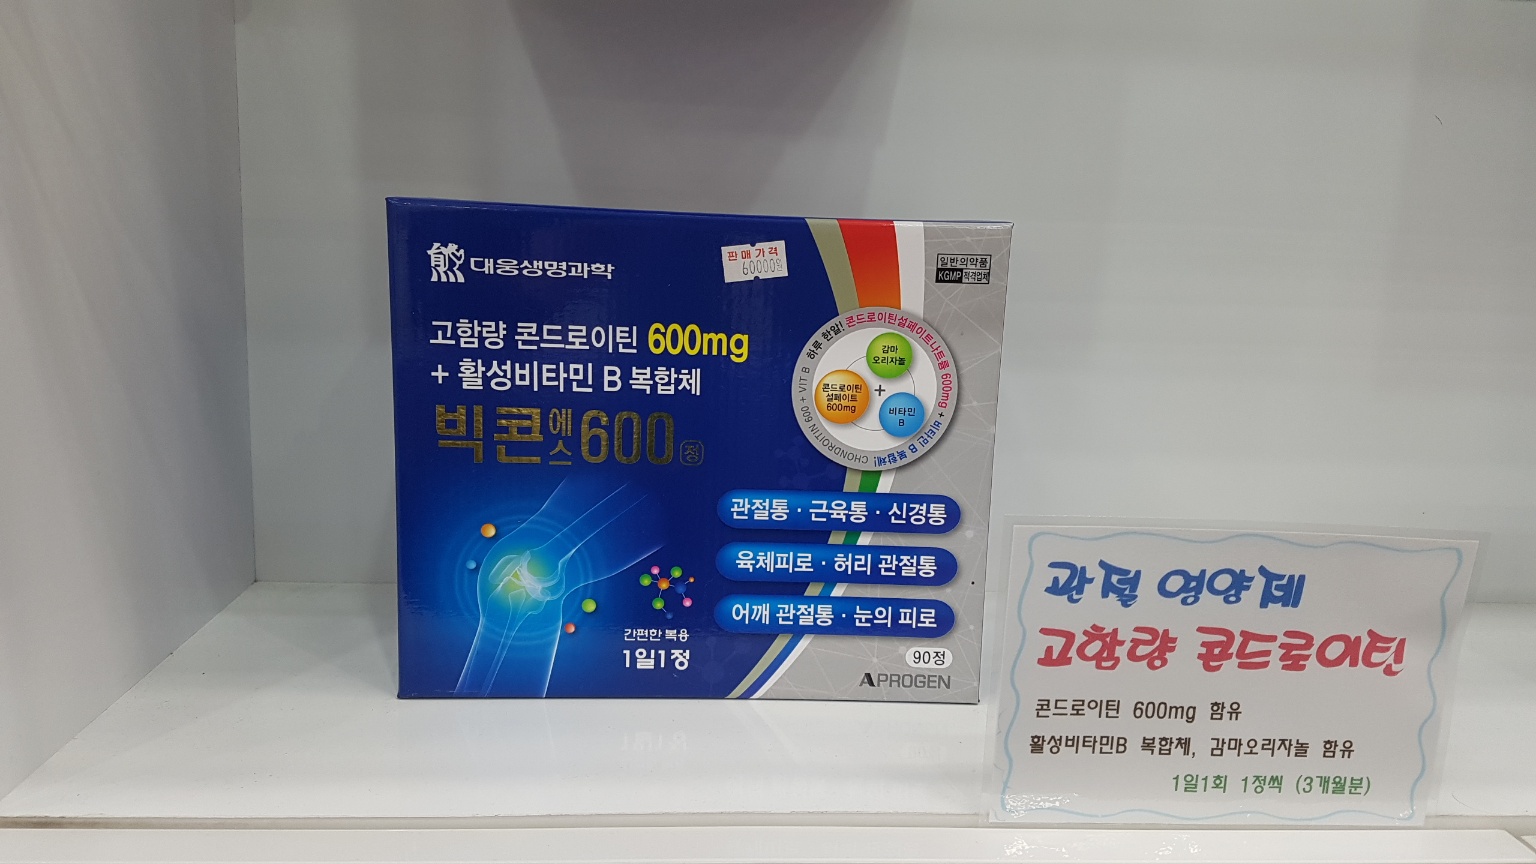 대웅생명과학
판매가격
60000원
일반의약품
KGMP 적격업체
고함량 콘드로이틴 600mg
+ 활성비타민 B 복합체
빅콘에스600정
하루 한알! 콘드로이틴설페이트나트륨 600mg + 비타민 B 복합체!
CHONDROITIN 600 + VIT B
감마
오리자놀
콘드로이틴
설페이트
600mg
+
비타민
B
관절통 · 근육통 · 신경통
육체피로 · 허리 관절통
어깨 관절통 · 눈의 피로
간편한 복용
1일1정
90정
APROGEN
관절 영양제
고함량 콘드로이틴
콘드로이틴 600mg 함유
활성비타민B 복합체, 감마오리자놀 함유
1일1회 1정씩 (3개월분)